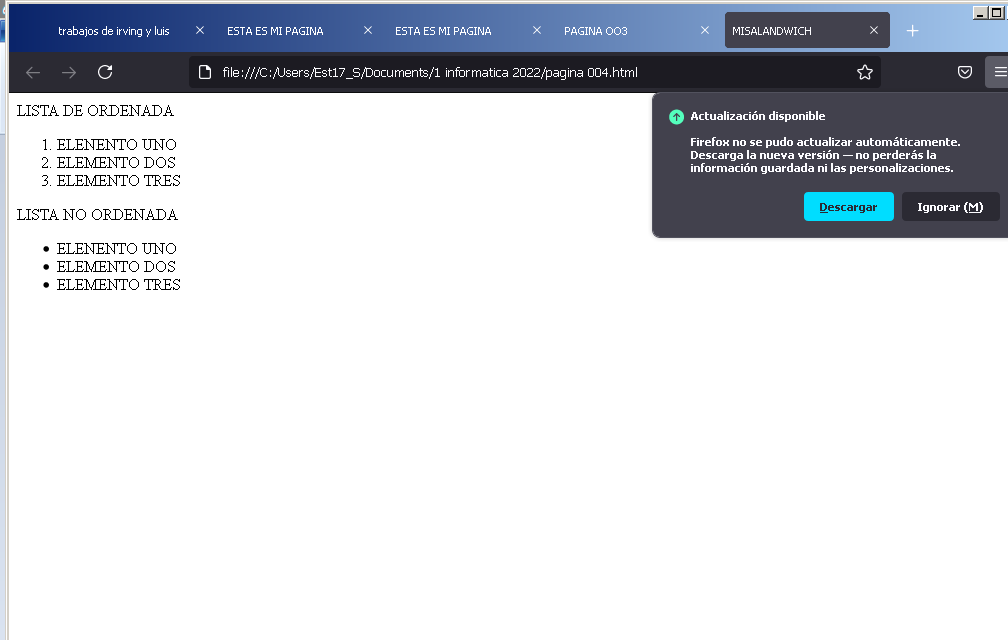 trabajos de irving y luis
ESTA ES MI PAGINA
ESTA ES MI PAGINA
PAGINA OO3
MISALANDWICH
file:///C:/Users/Est17_S/Documents/1 informatica 2022/pagina 004.html
LISTA DE ORDENADA
1. ELENENTO UNO
2. ELEMENTO DOS
3. ELEMENTO TRES
LISTA NO ORDENADA
• ELENENTO UNO
• ELEMENTO DOS
• ELEMENTO TRES
Actualización disponible
Firefox no se pudo actualizar automáticamente.
Descarga la nueva versión — no perderás la
información guardada ni las personalizaciones.
Descargar
Ignorar (M)